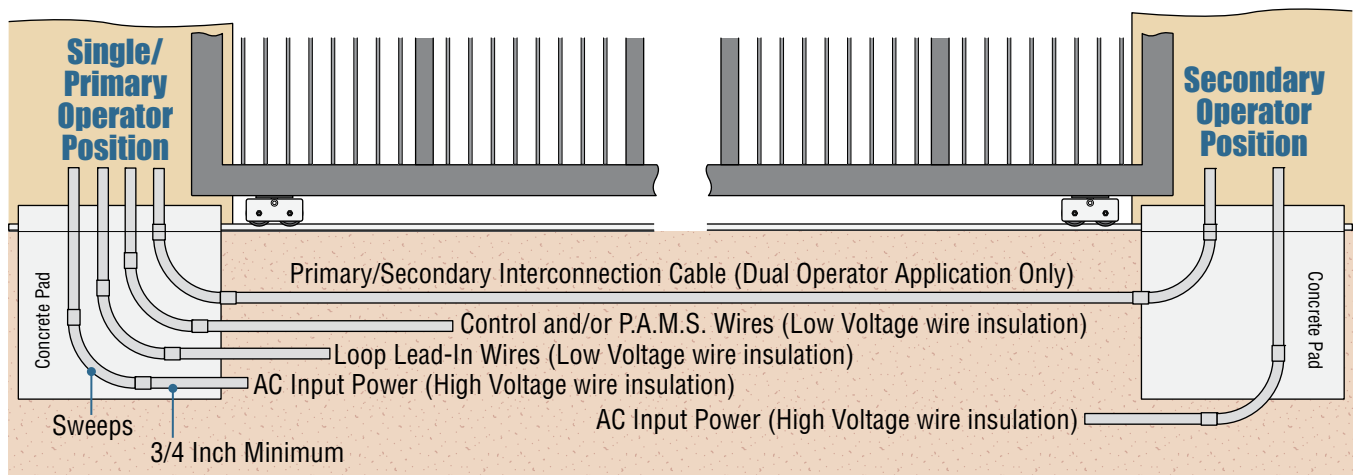 Single/
Primary
Operator
Position
Secondary
Operator
Position
Concrete Pad
Concrete Pad
Primary/Secondary Interconnection Cable (Dual Operator Application Only)
Control and/or P.A.M.S. Wires (Low Voltage wire insulation)
Loop Lead-In Wires (Low Voltage wire insulation)
AC Input Power (High Voltage wire insulation)
AC Input Power (High Voltage wire insulation)
Sweeps
3/4 Inch Minimum